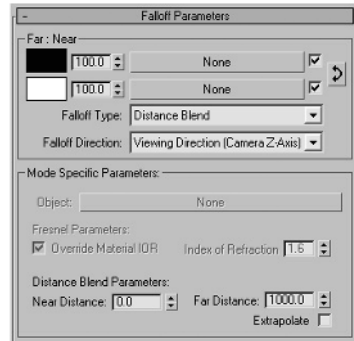 - Falloff Parameters
Far : Near
100.0 None
100.0 None
Falloff Type: Distance Blend
Falloff Direction: Viewing Direction (Camera Z-Axis)
Mode Specific Parameters:
Object: None
Fresnel Parameters:
Override Material IOR Index of Refraction 1.6
Distance Blend Parameters:
Near Distance: 0.0 Far Distance: 1000.0
Extrapolate